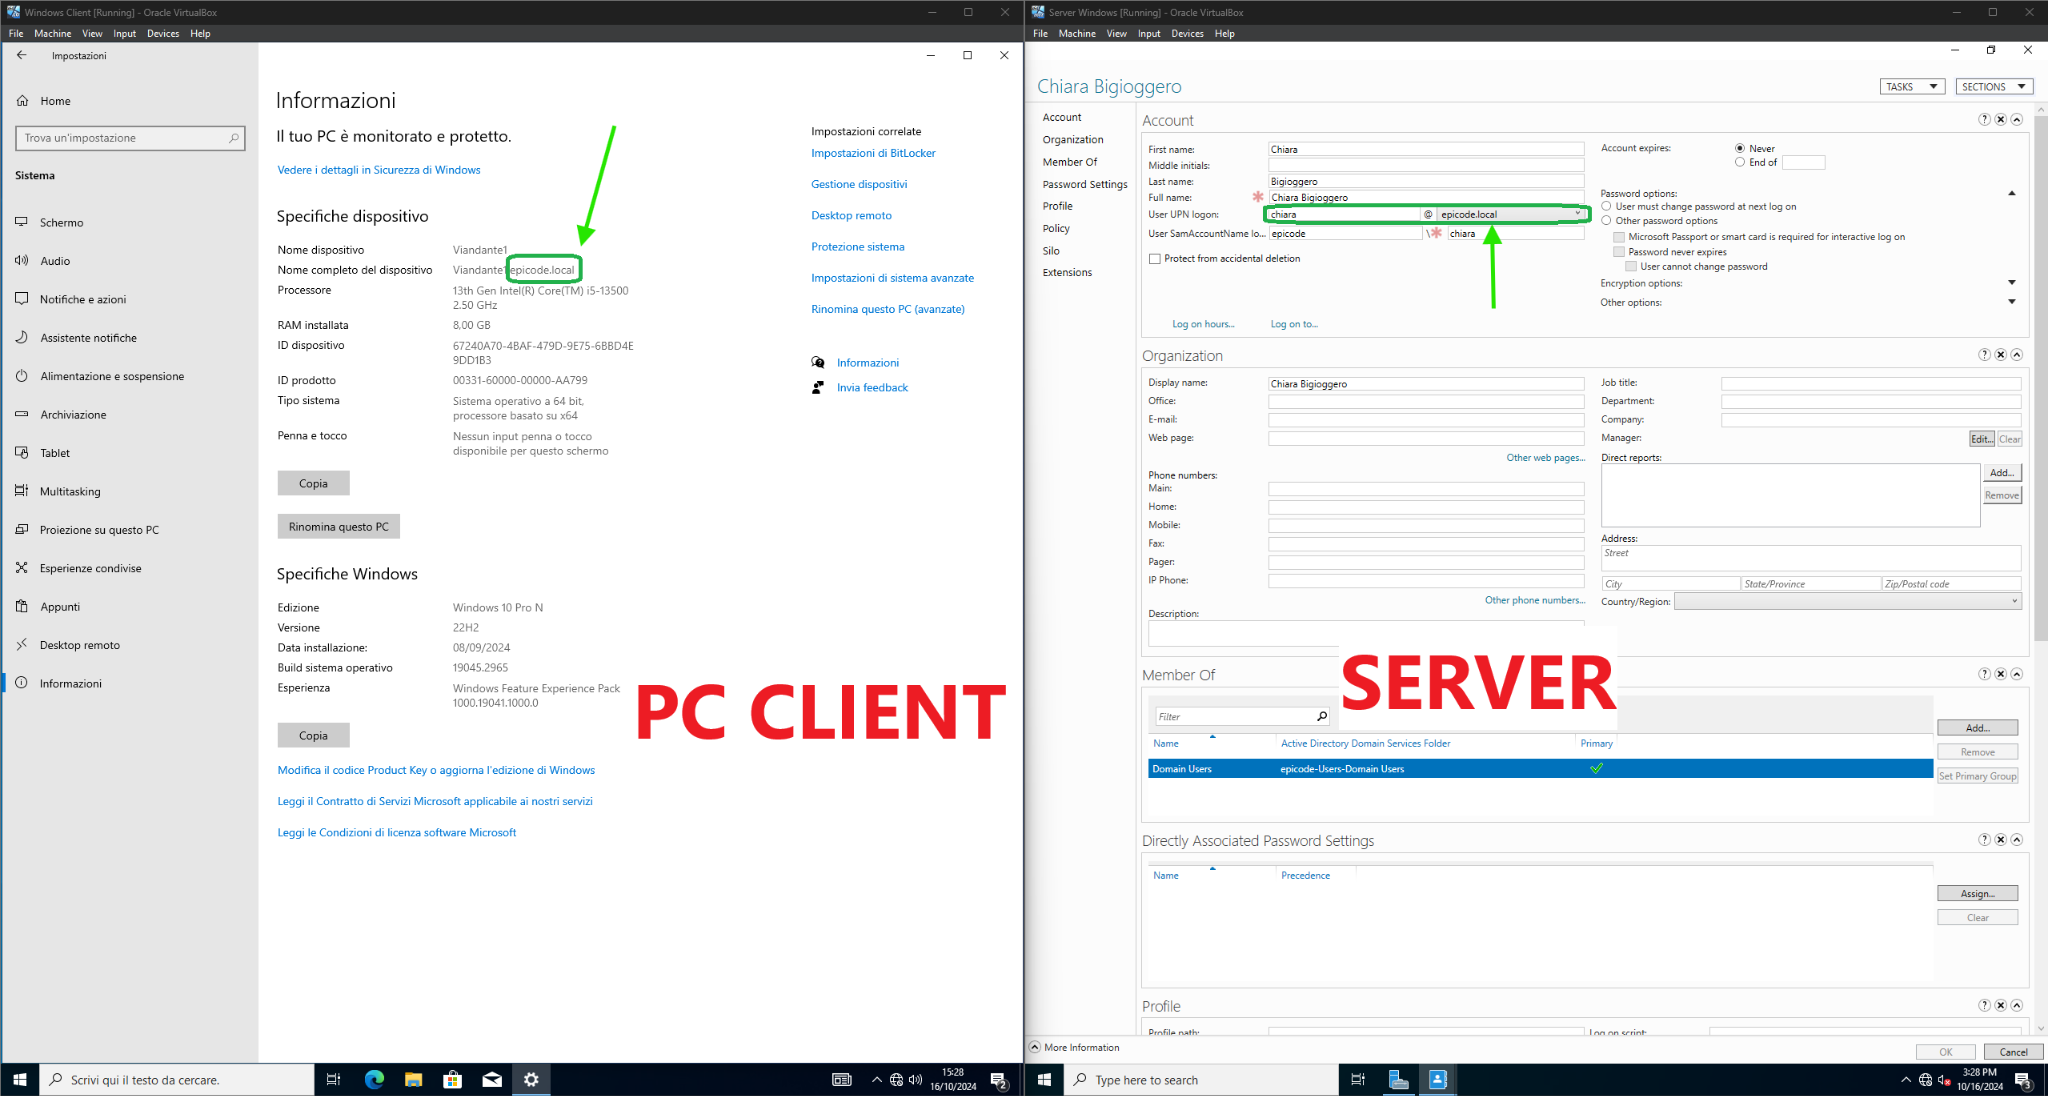 Windows Client [Running] - Oracle VirtualBox
File Machine View Input Devices Help
Impostazioni
Home
Trova un'impostazione
Sistema
Schermo
Audio
Notifiche e azioni
Assistente notifiche
Alimentazione e sospensione
Archiviazione
Tablet
Multitasking
Proiezione su questo PC
Esperienze condivise
Appunti
Desktop remoto
Informazioni
Informazioni
Il tuo PC è monitorato e protetto.
Vedere i dettagli in Sicurezza di Windows
Specifiche dispositivo
Nome dispositivo Viandante1
Nome completo del dispositivo Viandante1.epicode.local
Processore 13th Gen Intel(R) Core(TM) i5-13500
2.50 GHz
RAM installata 8,00 GB
ID dispositivo 67240A70-4BAF-479D-9E75-6BBD4E
9DD1B3
ID prodotto 00331-60000-00000-AA799
Tipo sistema Sistema operativo a 64 bit,
processore basato su x64
Penna e tocco Nessun input penna o tocco
disponibile per questo schermo
Copia
Rinomina questo PC
Specifiche Windows
Edizione Windows 10 Pro N
Versione 22H2
Data installazione: 08/09/2024
Build sistema operativo 19045.2965
Esperienza Windows Feature Experience Pack
1000.19041.1000.0
Copia
Modifica il codice Product Key o aggiorna l'edizione di Windows
Leggi il Contratto di Servizi Microsoft applicabile ai nostri servizi
Leggi le Condizioni di licenza software Microsoft
Impostazioni correlate
Impostazioni di BitLocker
Gestione dispositivi
Desktop remoto
Protezione sistema
Impostazioni di sistema avanzate
Rinomina questo PC (avanzate)
Informazioni
Invia feedback
PC CLIENT
Scrivi qui il testo da cercare.
15:28
16/10/2024
2
Server Windows [Running] - Oracle VirtualBox
File Machine View Input Devices Help
Chiara Bigioggero
TASKS
SECTIONS
Account
Organization
Member Of
Password Settings
Profile
Policy
Silo
Extensions
Account
First name: Chiara
Middle initials:
Last name: Bigioggero
Full name: Chiara Bigioggero
User UPN logon: chiara @ epicode.local
User SamAccountName lo... epicode \ chiara
Protect from accidental deletion
Log on hours... Log on to...
Account expires: Never
End of
Password options:
User must change password at next log on
Other password options
Microsoft Passport or smart card is required for interactive log on
Password never expires
User cannot change password
Encryption options:
Other options:
Organization
Display name: Chiara Bigioggero
Office:
E-mail:
Web page:
Other web pages...
Phone numbers:
Main:
Home:
Mobile:
Fax:
Pager:
IP Phone:
Other phone numbers...
Description:
Job title:
Department:
Company:
Manager: Edit... Clear
Direct reports:
Add...
Remove
Address:
Street
City State/Province Zip/Postal code
Country/Region:
SERVER
Member Of
Filter
Name Active Directory Domain Services Folder Primary
Domain Users epicode-Users-Domain Users
Add...
Remove
Set Primary Group
Directly Associated Password Settings
Name Precedence
Assign...
Clear
Profile
Profile path: Log on script:
More Information
OK Cancel
Type here to search
3:28 PM
10/16/2024
3